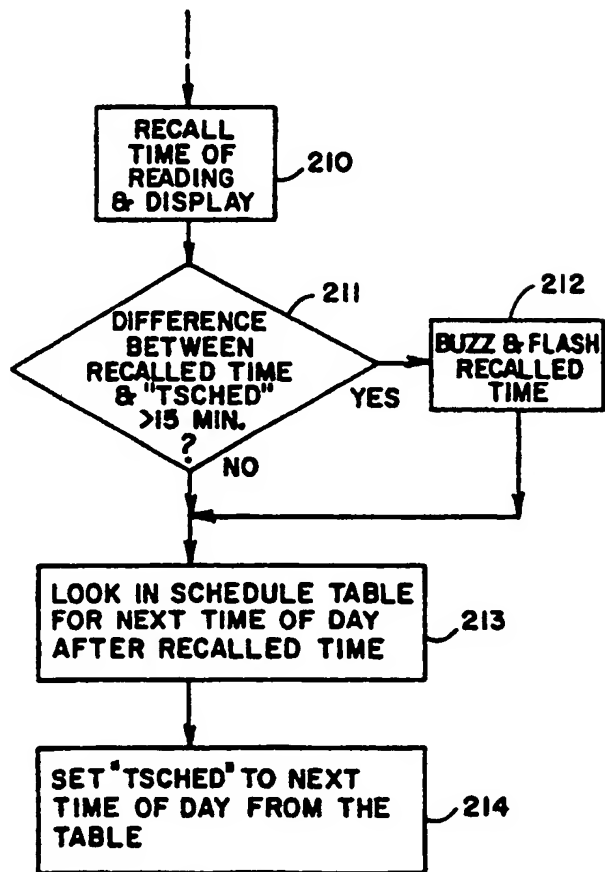 RECALL
TIME OF
READING
& DISPLAY
210
211
DIFFERENCE
BETWEEN
RECALLED TIME
& "TSCHED"
>15 MIN.
?
YES
NO
212
BUZZ & FLASH
RECALLED
TIME
LOOK IN SCHEDULE TABLE
FOR NEXT TIME OF DAY
AFTER RECALLED TIME
213
SET "TSCHED" TO NEXT
TIME OF DAY FROM THE
TABLE
214